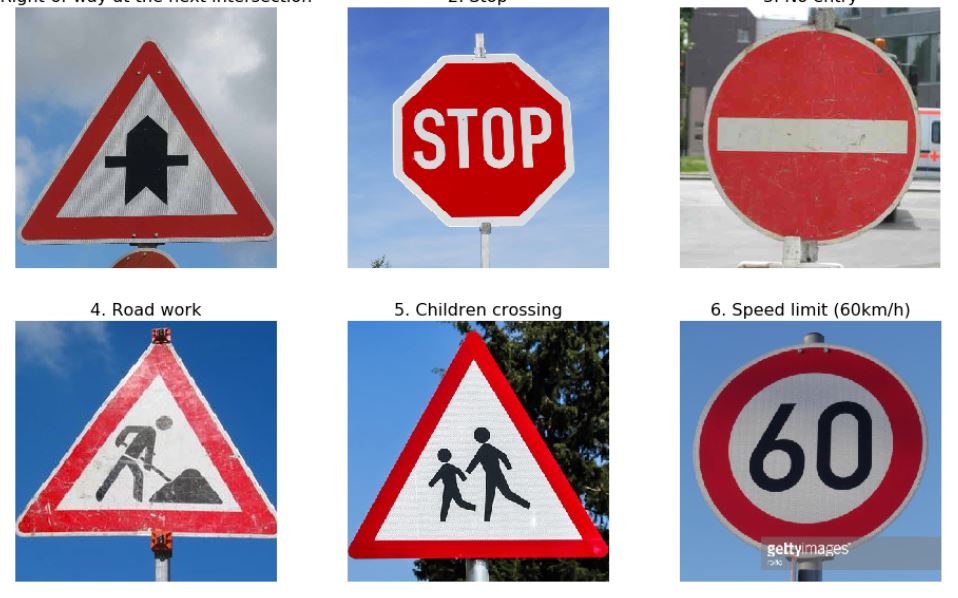 Right of way at the next intersection
2. Stop
3. No entry
STOP
4. Road work
5. Children crossing
6. Speed limit (60km/h)
60
gettyimages